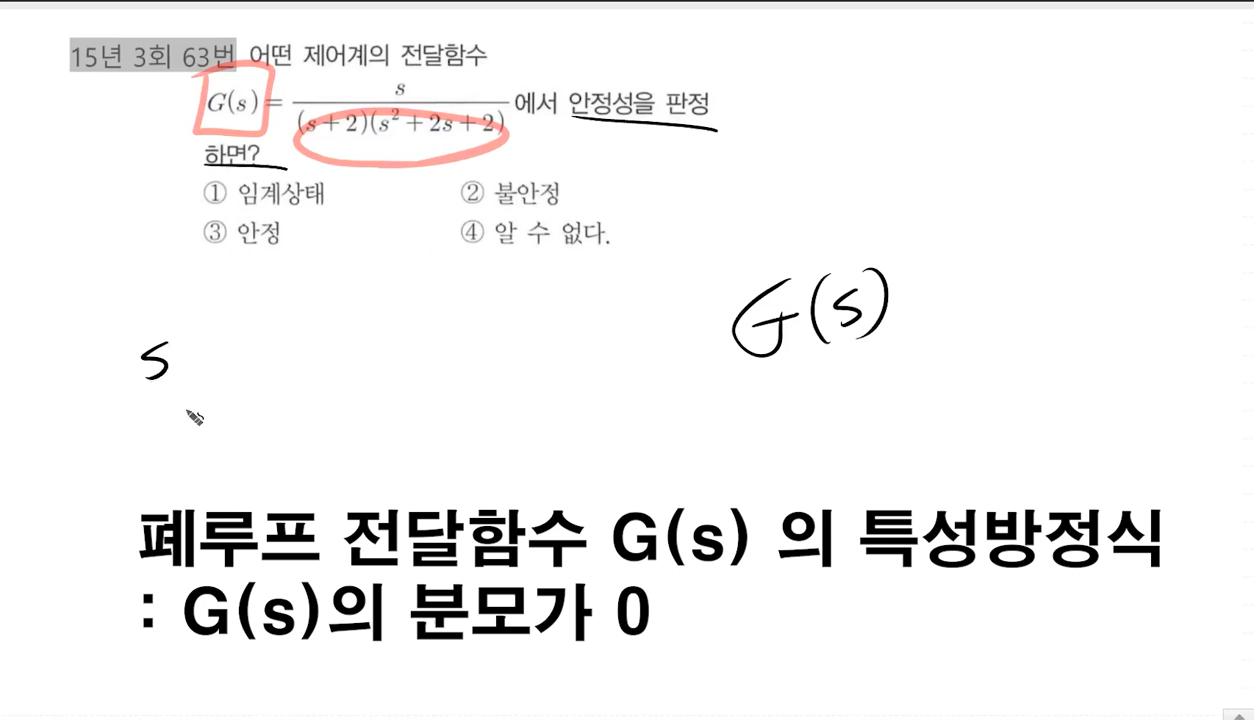 15년 3회 63번 어떤 제어계의 전달함수
G(s) = s / (s+2)(s²+2s+2) 에서 안정성을 판정
하면?
① 임계상태 ② 불안정
③ 안정 ④ 알 수 없다.
G(s)
s
폐루프 전달함수 G(s) 의 특성방정식
: G(s)의 분모가 0